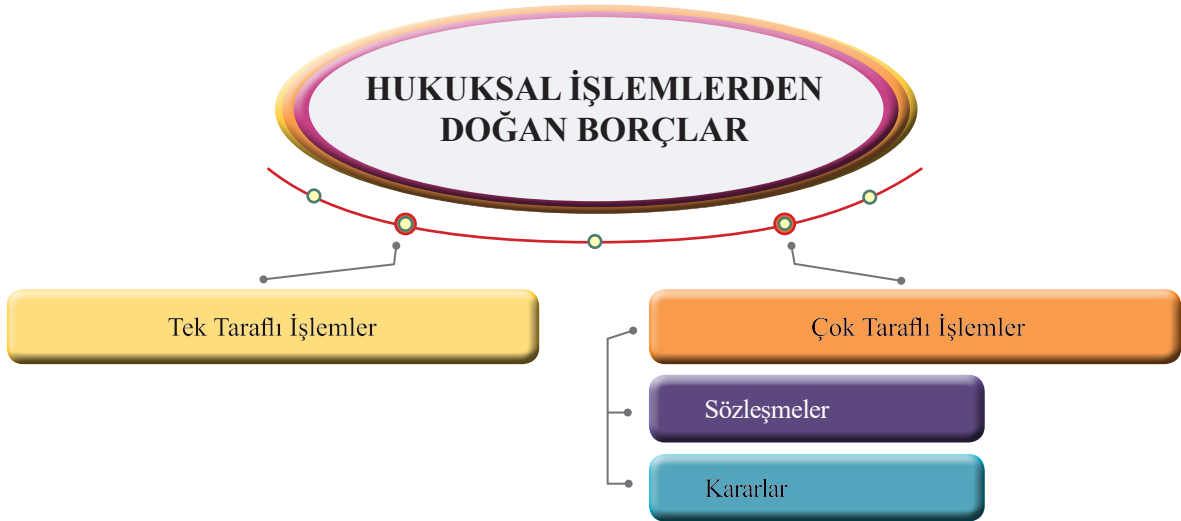 HUKUKSAL İŞLEMLERDEN
DOĞAN BORÇLAR
Tek Taraflı İşlemler
Çok Taraflı İşlemler
Sözleşmeler
Kararlar